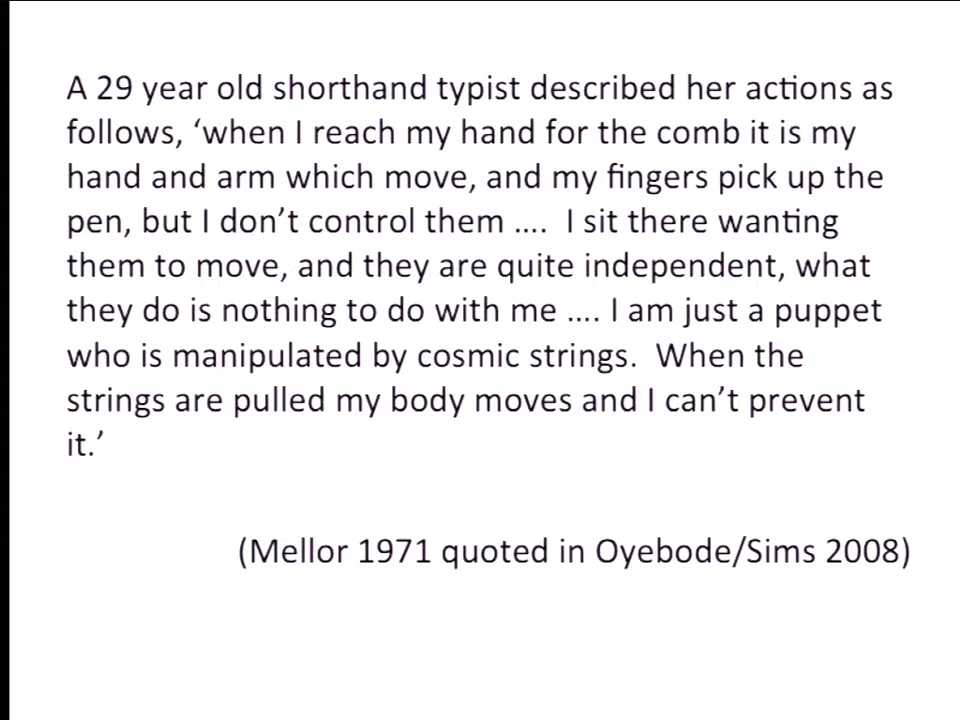 A 29 year old shorthand typist described her actions as
follows, ‘when I reach my hand for the comb it is my
hand and arm which move, and my fingers pick up the
pen, but I don’t control them ....  I sit there wanting
them to move, and they are quite independent, what
they do is nothing to do with me .... I am just a puppet
who is manipulated by cosmic strings.  When the
strings are pulled my body moves and I can’t prevent
it.’
(Mellor 1971 quoted in Oyebode/Sims 2008)